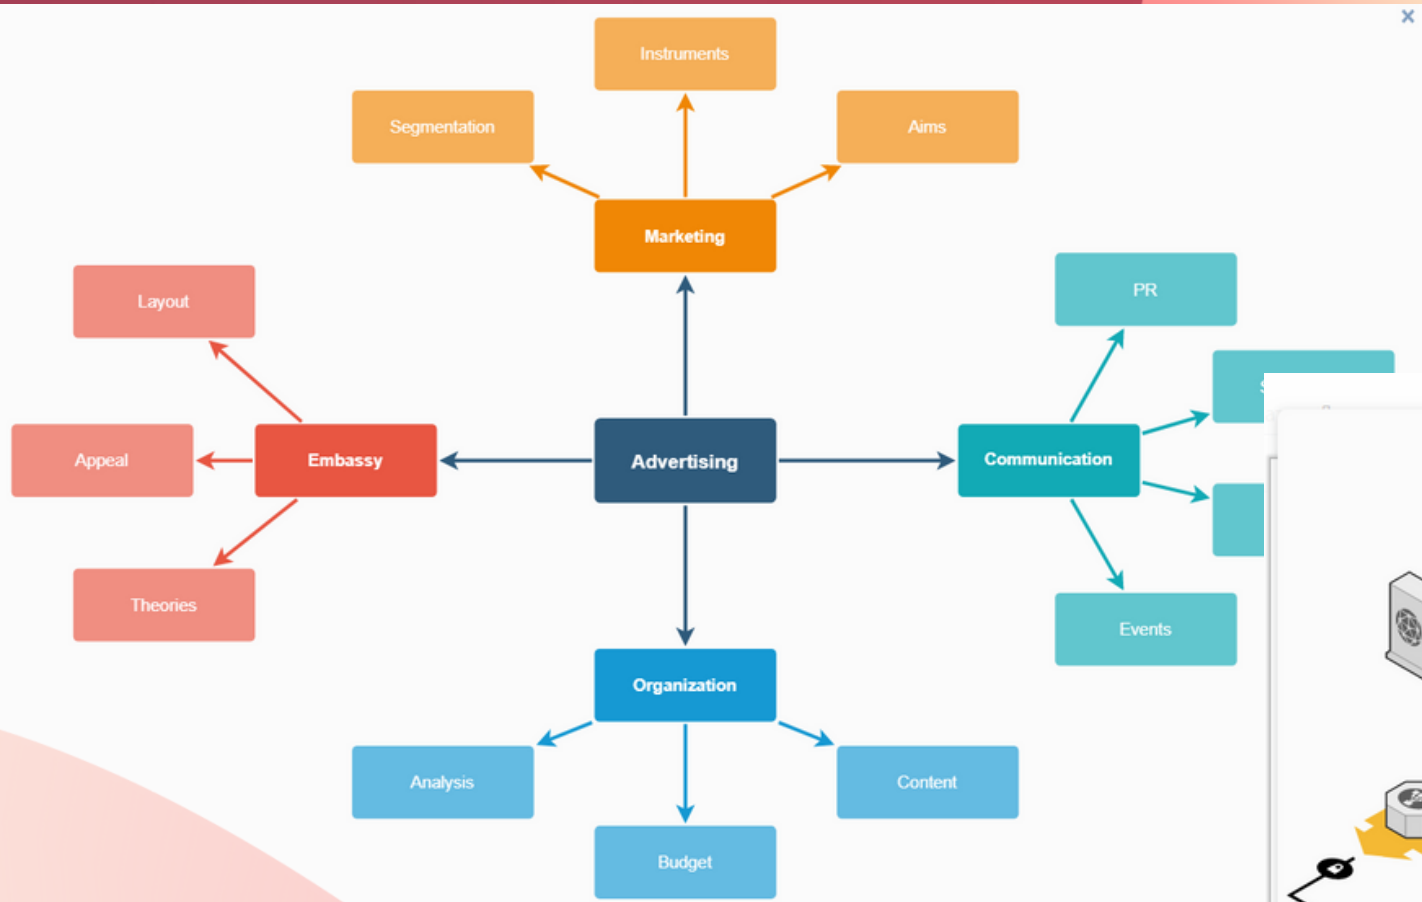 Instruments
Segmentation
Aims
Marketing
Layout
PR
Appeal
Embassy
Advertising
Communication
Theories
Events
Organization
Analysis
Content
Budget